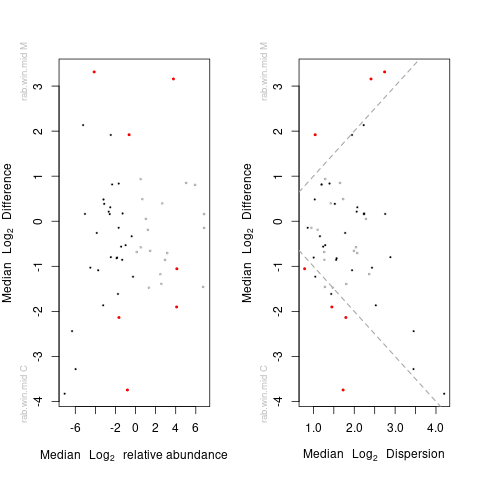 rab.win.mid M
Median Log2 Difference
rab.win.mid C
3
2
1
0
-1
-2
-3
-4
-6 -2 0 2 4 6
Median Log2 relative abundance
rab.win.mid M
Median Log2 Difference
rab.win.mid C
3
2
1
0
-1
-2
-3
-4
1.0 2.0 3.0 4.0
Median Log2 Dispersion